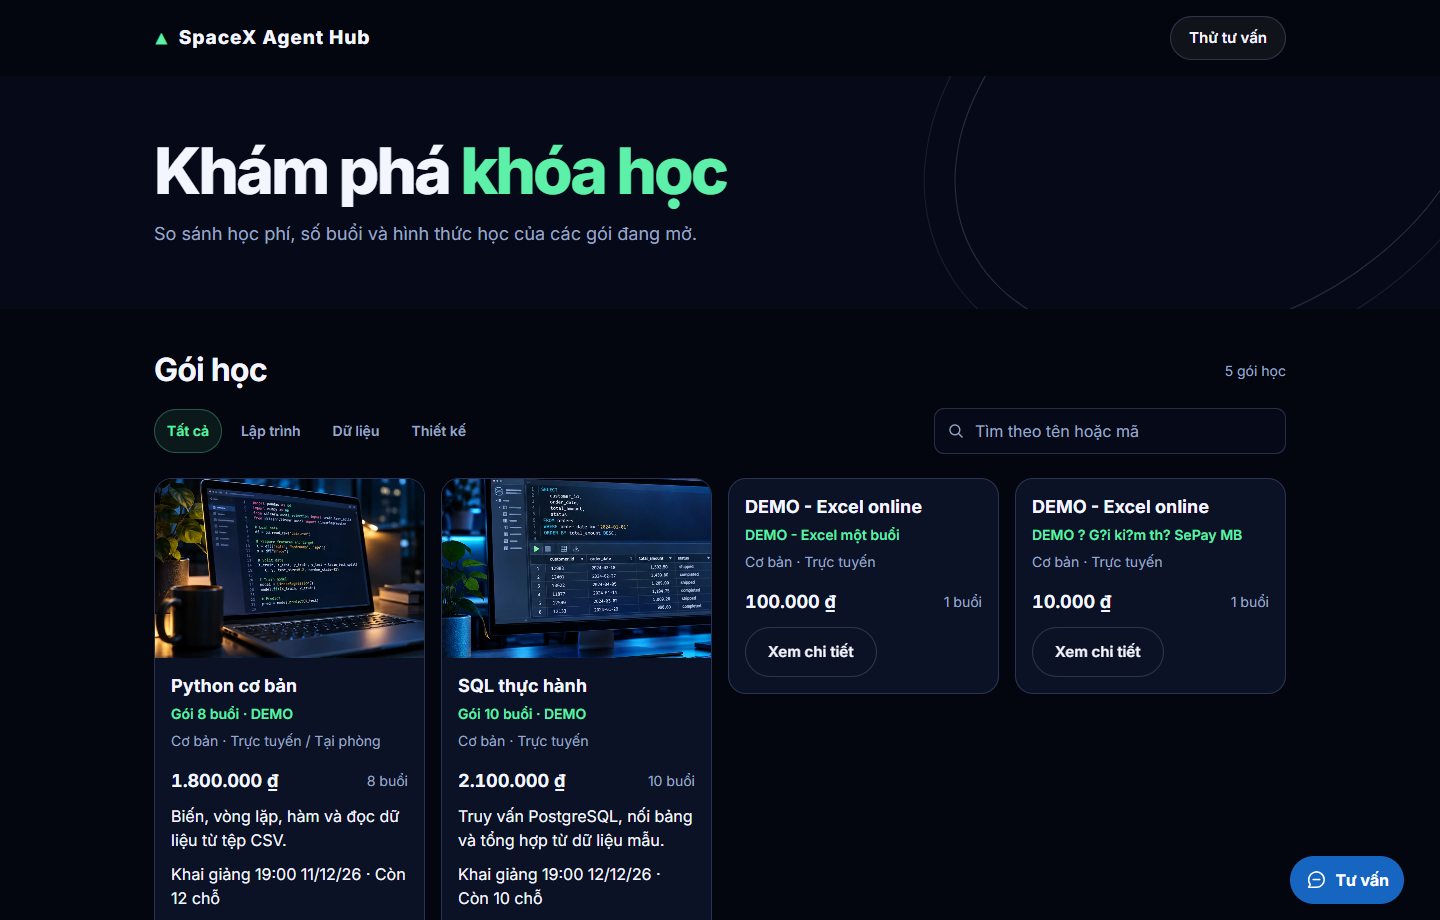 SpaceX Agent Hub
Thử tư vấn
Khám phá khóa học
So sánh học phí, số buổi và hình thức học của các gói đang mở.
Gói học
5 gói học
Tất cả
Lập trình
Dữ liệu
Thiết kế
Tìm theo tên hoặc mã
Python cơ bản
Gói 8 buổi · DEMO
Cơ bản · Trực tuyến / Tại phòng
1.800.000 ₫
8 buổi
Biến, vòng lặp, hàm và đọc dữ
liệu từ tệp CSV.
Khai giảng 19:00 11/12/26 · Còn
12 chỗ
SQL thực hành
Gói 10 buổi · DEMO
Cơ bản · Trực tuyến
2.100.000 ₫
10 buổi
Truy vấn PostgreSQL, nối bảng
và tổng hợp từ dữ liệu mẫu.
Khai giảng 19:00 12/12/26 ·
Còn 10 chỗ
DEMO - Excel online
DEMO - Excel một buổi
Cơ bản · Trực tuyến
100.000 ₫
1 buổi
Xem chi tiết
DEMO - Excel online
DEMO ? G?i ki?m th? SePay MB
Cơ bản · Trực tuyến
10.000 ₫
1 buổi
Xem chi tiết
Tư vấn